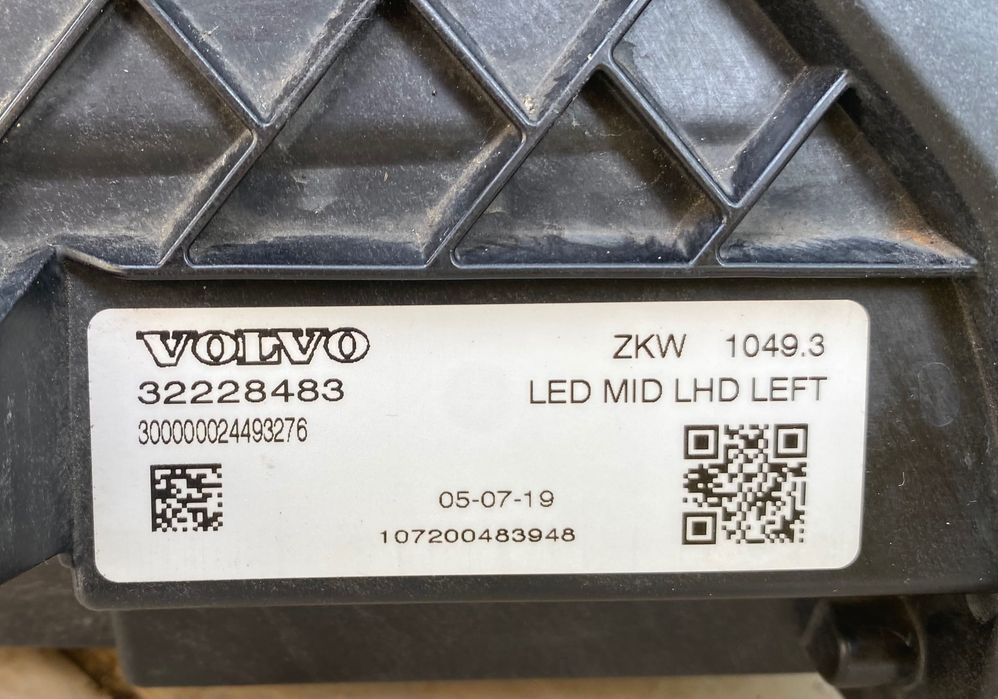 VOLVO
32228483
300000024493276
ZKW 1049.3
LED MID LHD LEFT
05-07-19
107200483948